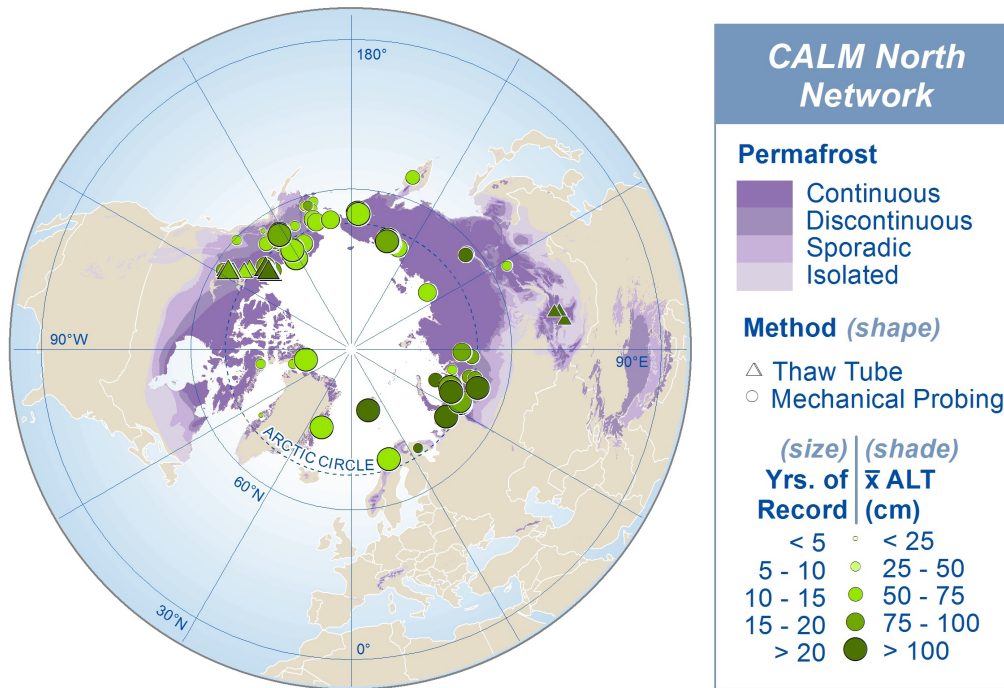 180°
90°W
90°E
ARCTIC CIRCLE
60°N
30°N
0°
CALM North
Network
Permafrost
Continuous
Discontinuous
Sporadic
Isolated
Method (shape)
Thaw Tube
Mechanical Probing
(size) (shade)
Yrs. of x̅ ALT
Record (cm)
< 5 < 25
5 - 10 25 - 50
10 - 15 50 - 75
15 - 20 75 - 100
> 20 > 100